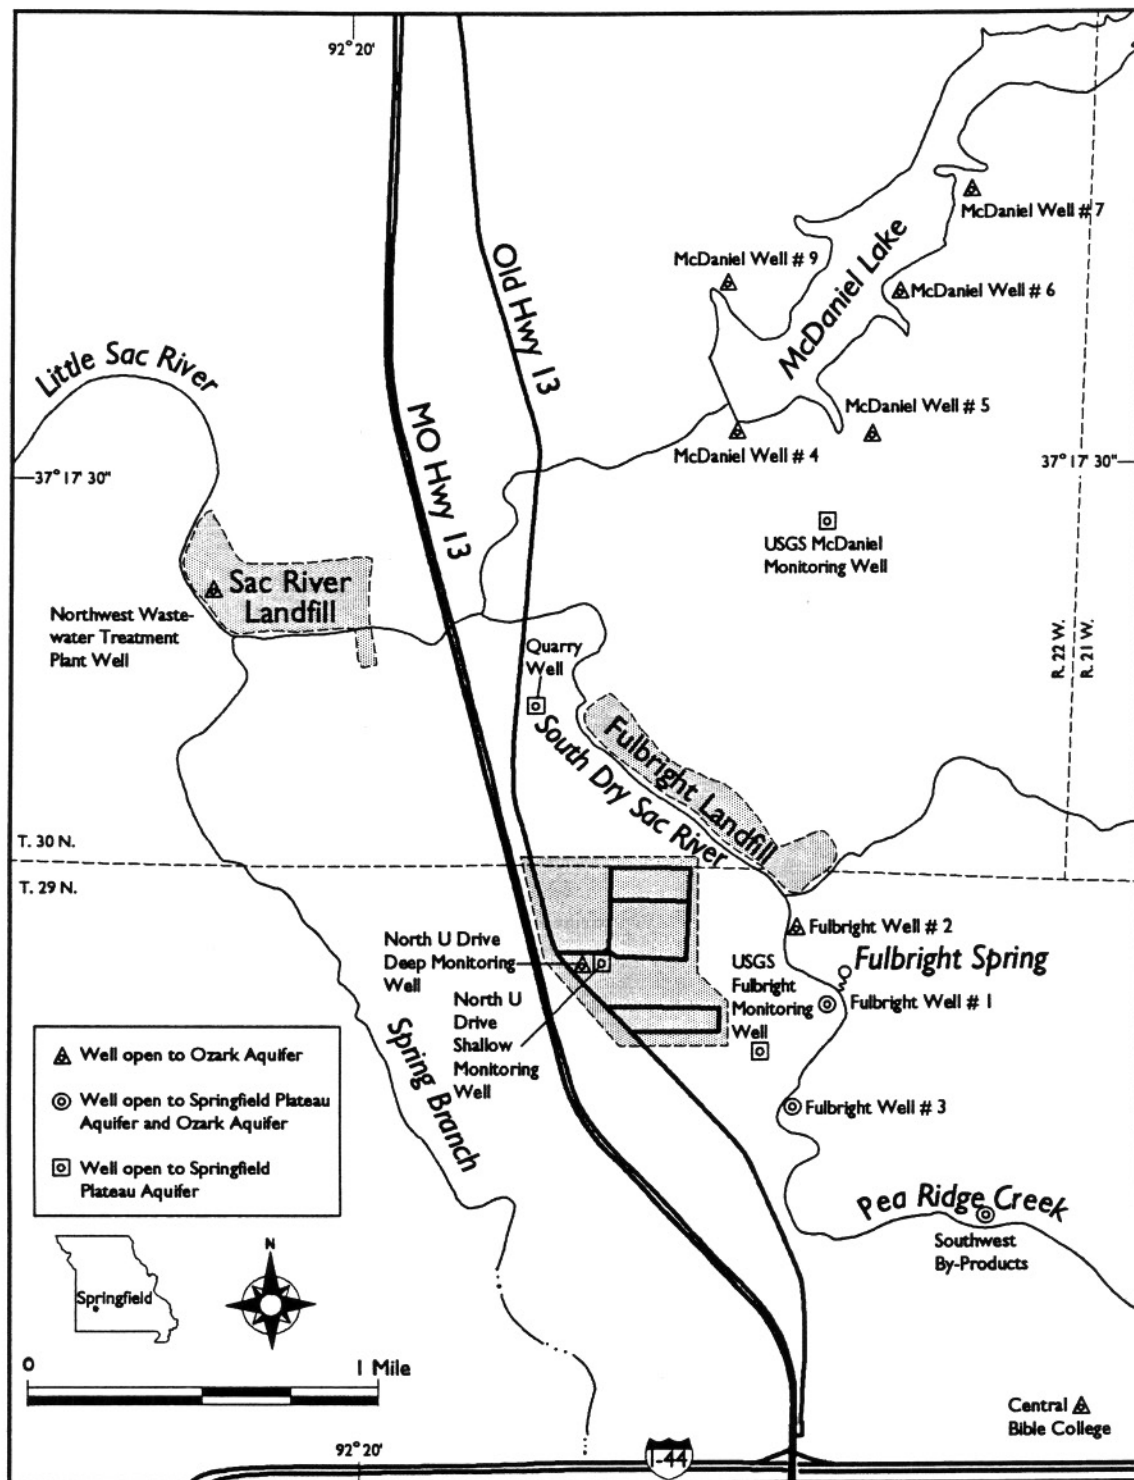 92° 20'
McDaniel Well # 7
McDaniel Well # 9
McDaniel Lake
McDaniel Well # 6
Old Hwy 13
Little Sac River
McDaniel Well # 5
MO Hwy 13
McDaniel Well # 4
37° 17' 30"
37° 17' 30"
USGS McDaniel
Monitoring Well
Sac River
Landfill
Northwest Waste-
water Treatment
Plant Well
R. 22 W.
R. 21 W.
Quarry
Well
South Dry Sac River
Fulbright Landfill
T. 30 N.
T. 29 N.
Fulbright Well # 2
North U Drive
Deep Monitoring
Well
USGS
Fulbright
Monitoring
Well
Fulbright Spring
Fulbright Well # 1
North U
Drive
Shallow
Monitoring
Well
Spring Branch
Well open to Ozark Aquifer
Well open to Springfield Plateau
Aquifer and Ozark Aquifer
Well open to Springfield
Plateau Aquifer
Fulbright Well # 3
Pea Ridge Creek
Southwest
By-Products
N
Springfield
0
1 Mile
Central
Bible College
92° 20'
I-44